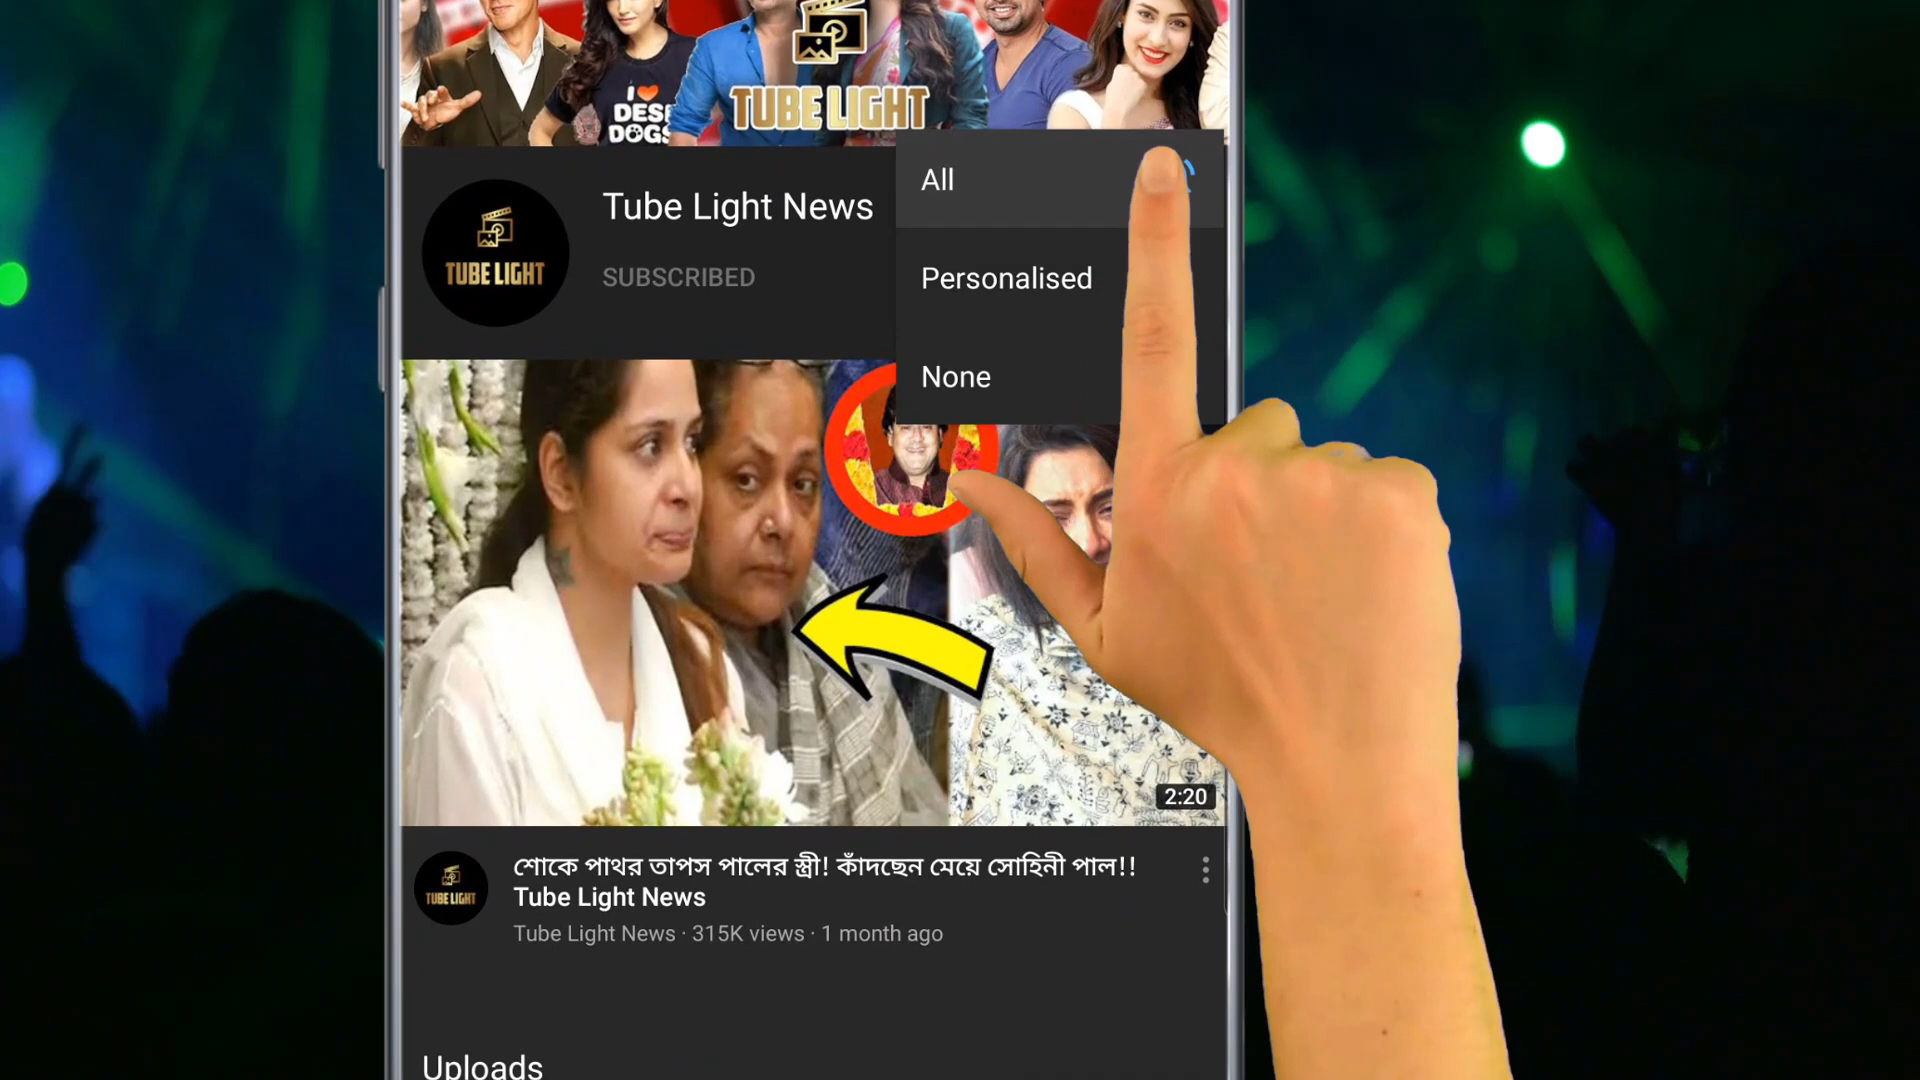 I ❤ 
DESI
DOGS
TUBE LIGHT
All
Tube Light News
TUBE LIGHT
SUBSCRIBED
Personalised
None
2:20
শোকে পাথর তাপস পালের স্ত্রী! কাঁদছেন মেয়ে সোহিনী পাল!!
Tube Light News
TUBE LIGHT
Tube Light News · 315K views · 1 month ago
Uploads